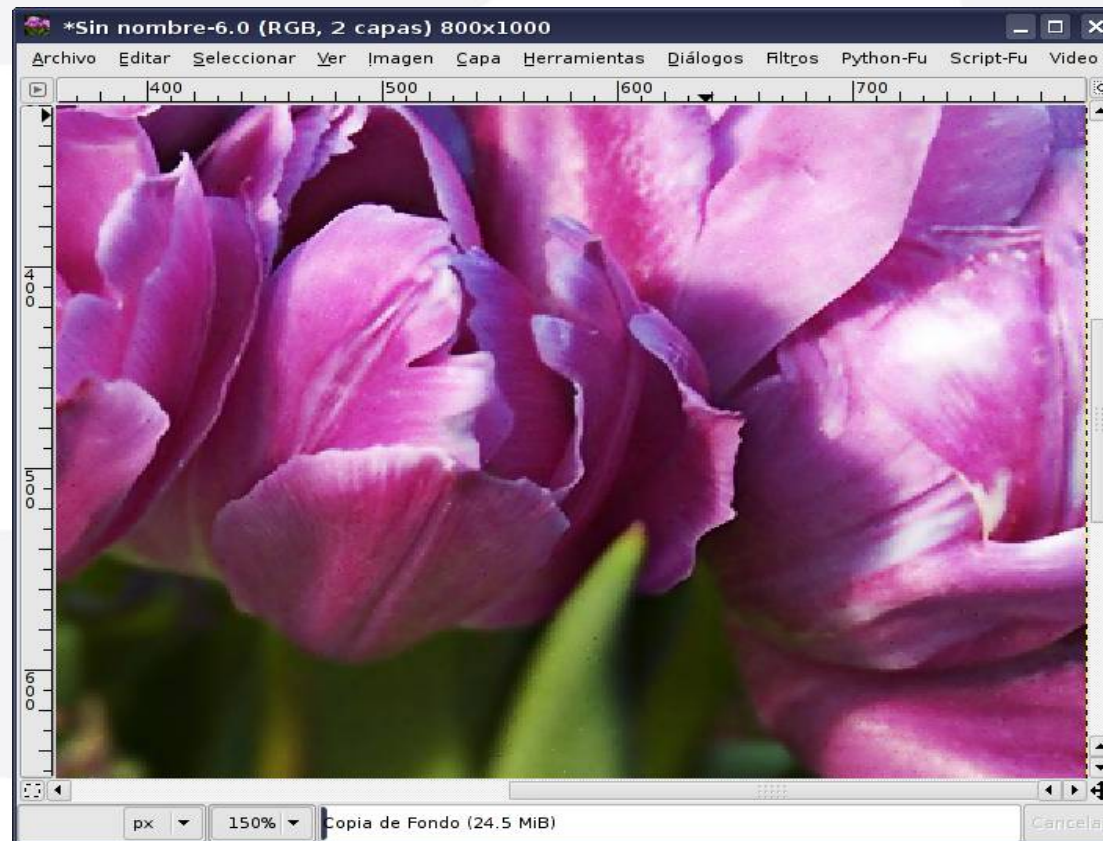 *Sin nombre-6.0 (RGB, 2 capas) 800x1000
Archivo Editar Seleccionar Ver Imagen Capa Herramientas Diálogos Filtros Python-Fu Script-Fu Video
400 500 600 700
400
500
600
px 150% Copia de Fondo (24.5 MiB) Cancela